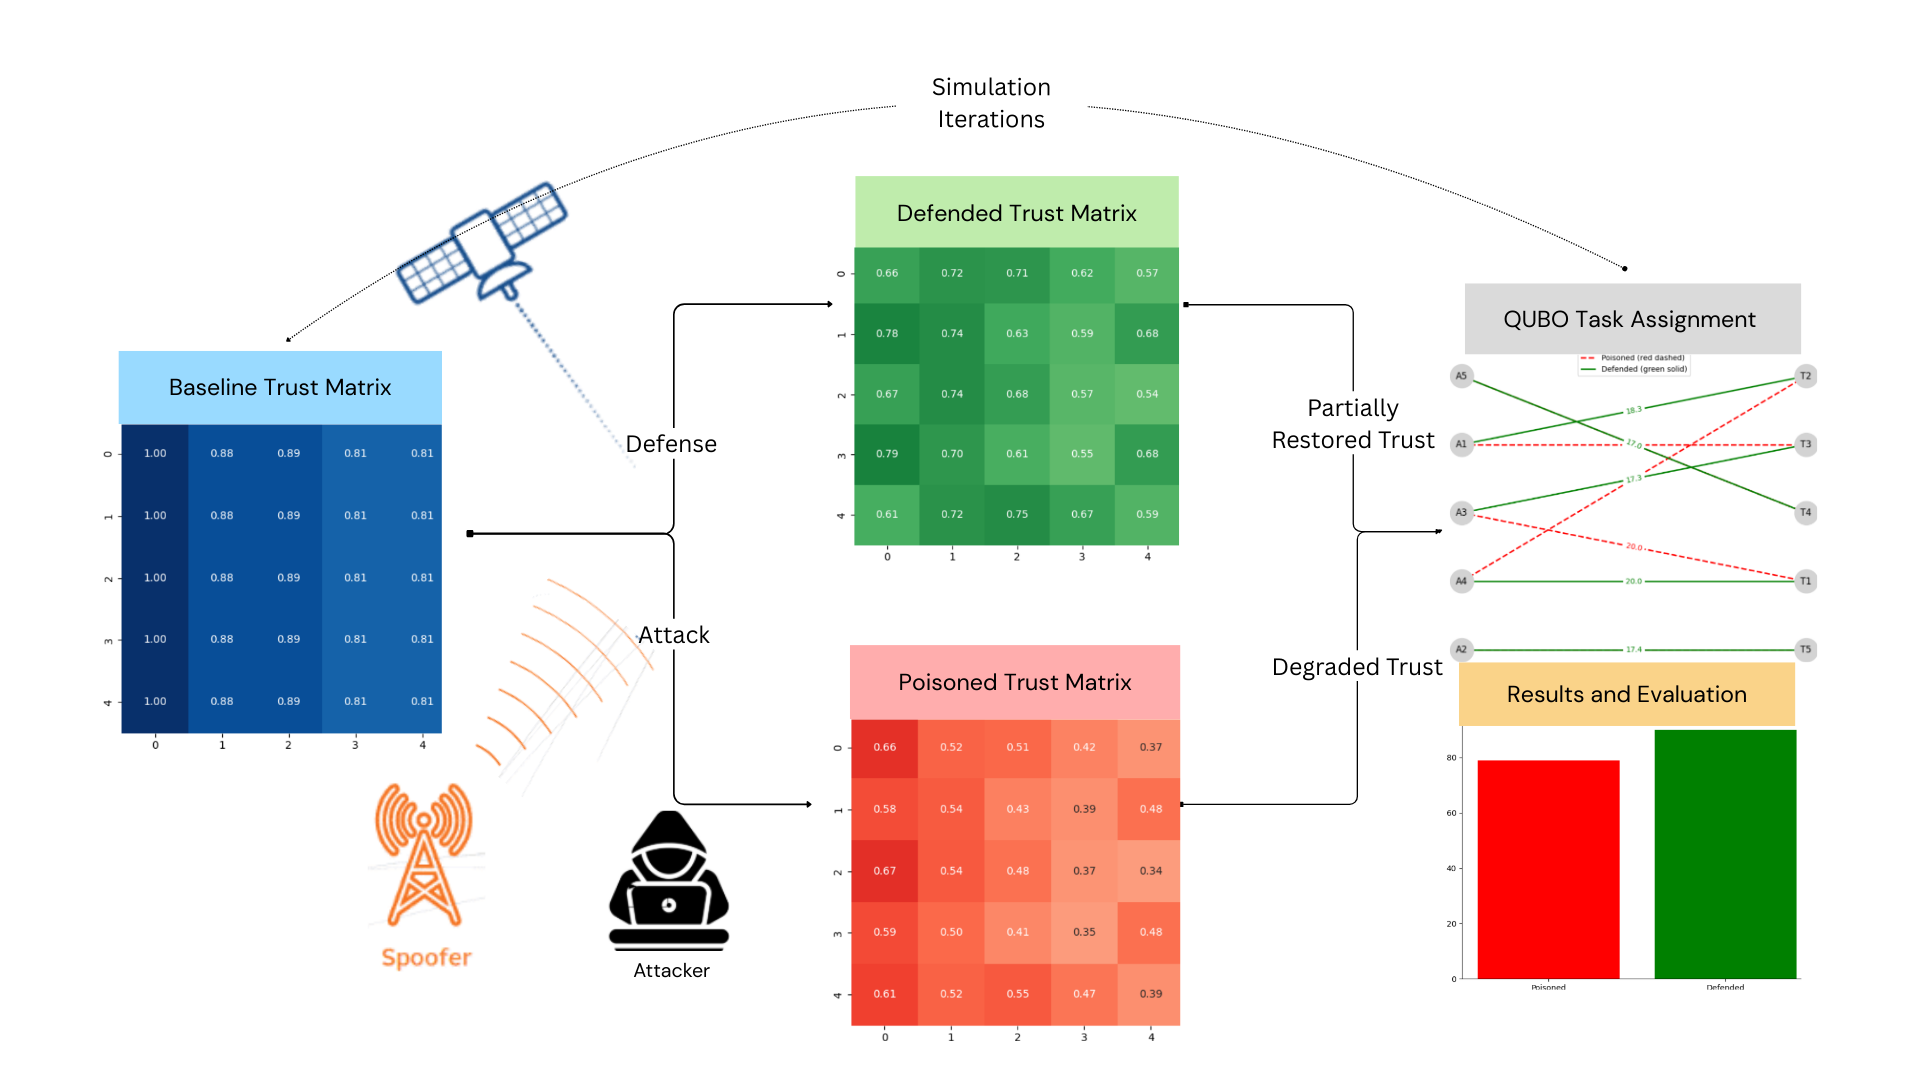 Simulation
Iterations
Defended Trust Matrix
0 0.66 0.72 0.71 0.62 0.57
1 0.78 0.74 0.63 0.59 0.68
2 0.67 0.74 0.68 0.57 0.54
3 0.79 0.70 0.61 0.55 0.68
4 0.61 0.72 0.75 0.67 0.59
0 1 2 3 4
Baseline Trust Matrix
0 1.00 0.88 0.89 0.81 0.81
1 1.00 0.88 0.89 0.81 0.81
2 1.00 0.88 0.89 0.81 0.81
3 1.00 0.88 0.89 0.81 0.81
4 1.00 0.88 0.89 0.81 0.81
0 1 2 3 4
Defense
Attack
Spoofer
Attacker
Poisoned Trust Matrix
0 0.66 0.52 0.51 0.42 0.37
1 0.58 0.54 0.43 0.39 0.48
2 0.67 0.54 0.48 0.37 0.34
3 0.59 0.50 0.41 0.35 0.48
4 0.61 0.52 0.55 0.47 0.39
0 1 2 3 4
Partially
Restored Trust
Degraded Trust
QUBO Task Assignment
Poisoned (red dashed)
Defended (green solid)
A5 T2
18.3
A1 17.0 T3
17.3
A3 T4
20.0
A4 20.0 T1
A2 17.4 T5
Results and Evaluation
80
60
40
20
0
Poisoned Defended